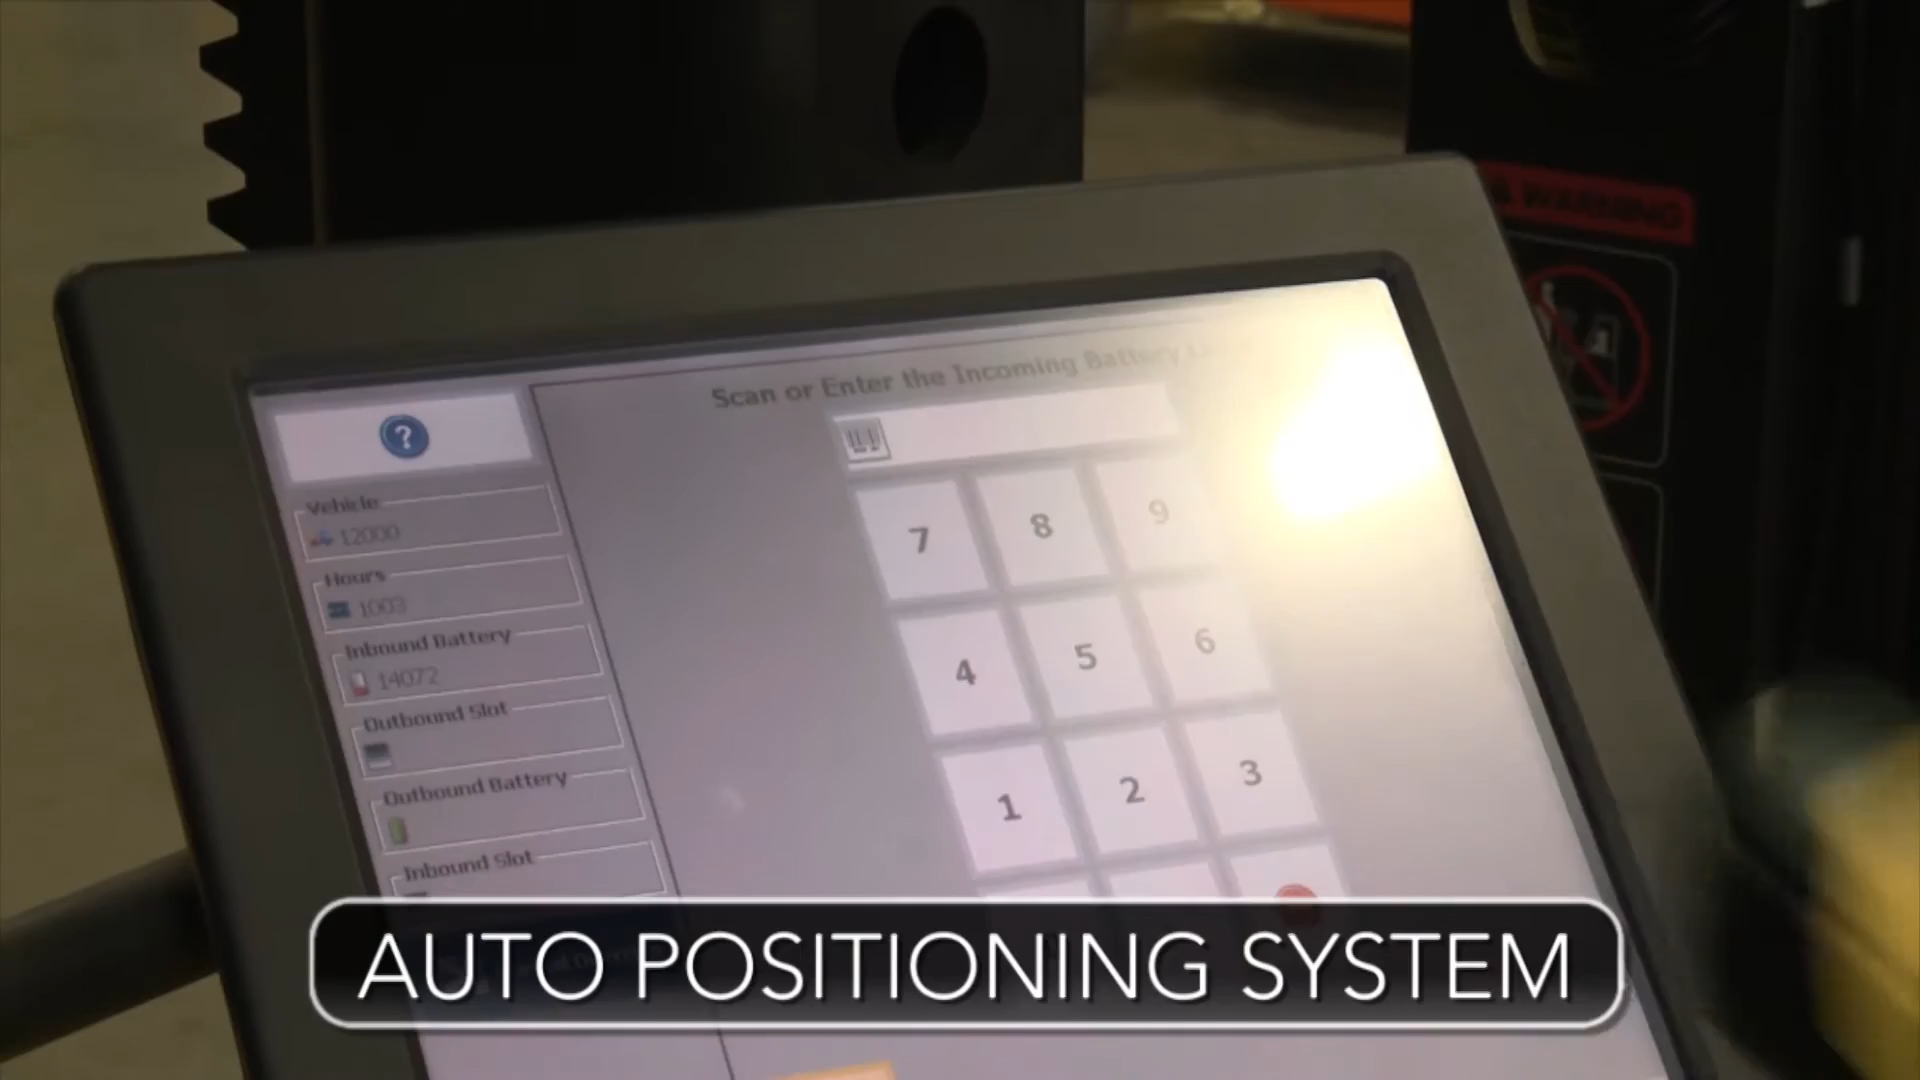 WARNING
Scan or Enter the Incoming Battery
?
Vehicle
12000
Hours
1003
Inbound Battery
14072
Outbound Slot
Outbound Battery
Inbound Slot
7 8 9
4 5 6
1 2 3
AUTO POSITIONING SYSTEM